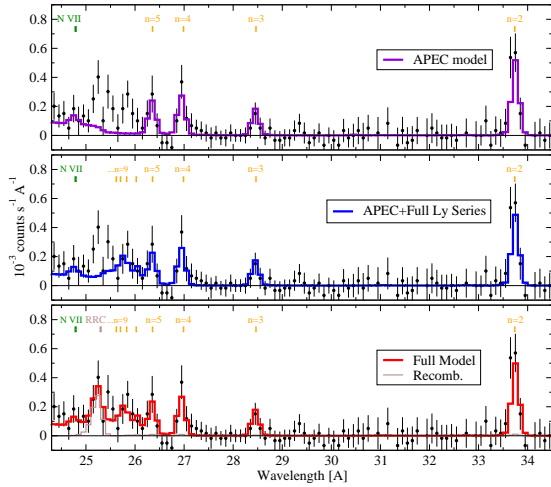 N VII n=5 n=4 n=3 n=2
0.8
0.6
0.4
0.2
0
APEC model
N VII ...n=9 n=5 n=4 n=3 n=2
0.8
0.6
0.4
0.2
0
APEC+Full Ly Series
10⁻³ counts s⁻¹ A⁻¹
N VII RRC ...n=9 n=5 n=4 n=3 n=2
0.8
0.6
0.4
0.2
0
Full Model
Recomb.
25 26 27 28 29 30 31 32 33 34
Wavelength [A]